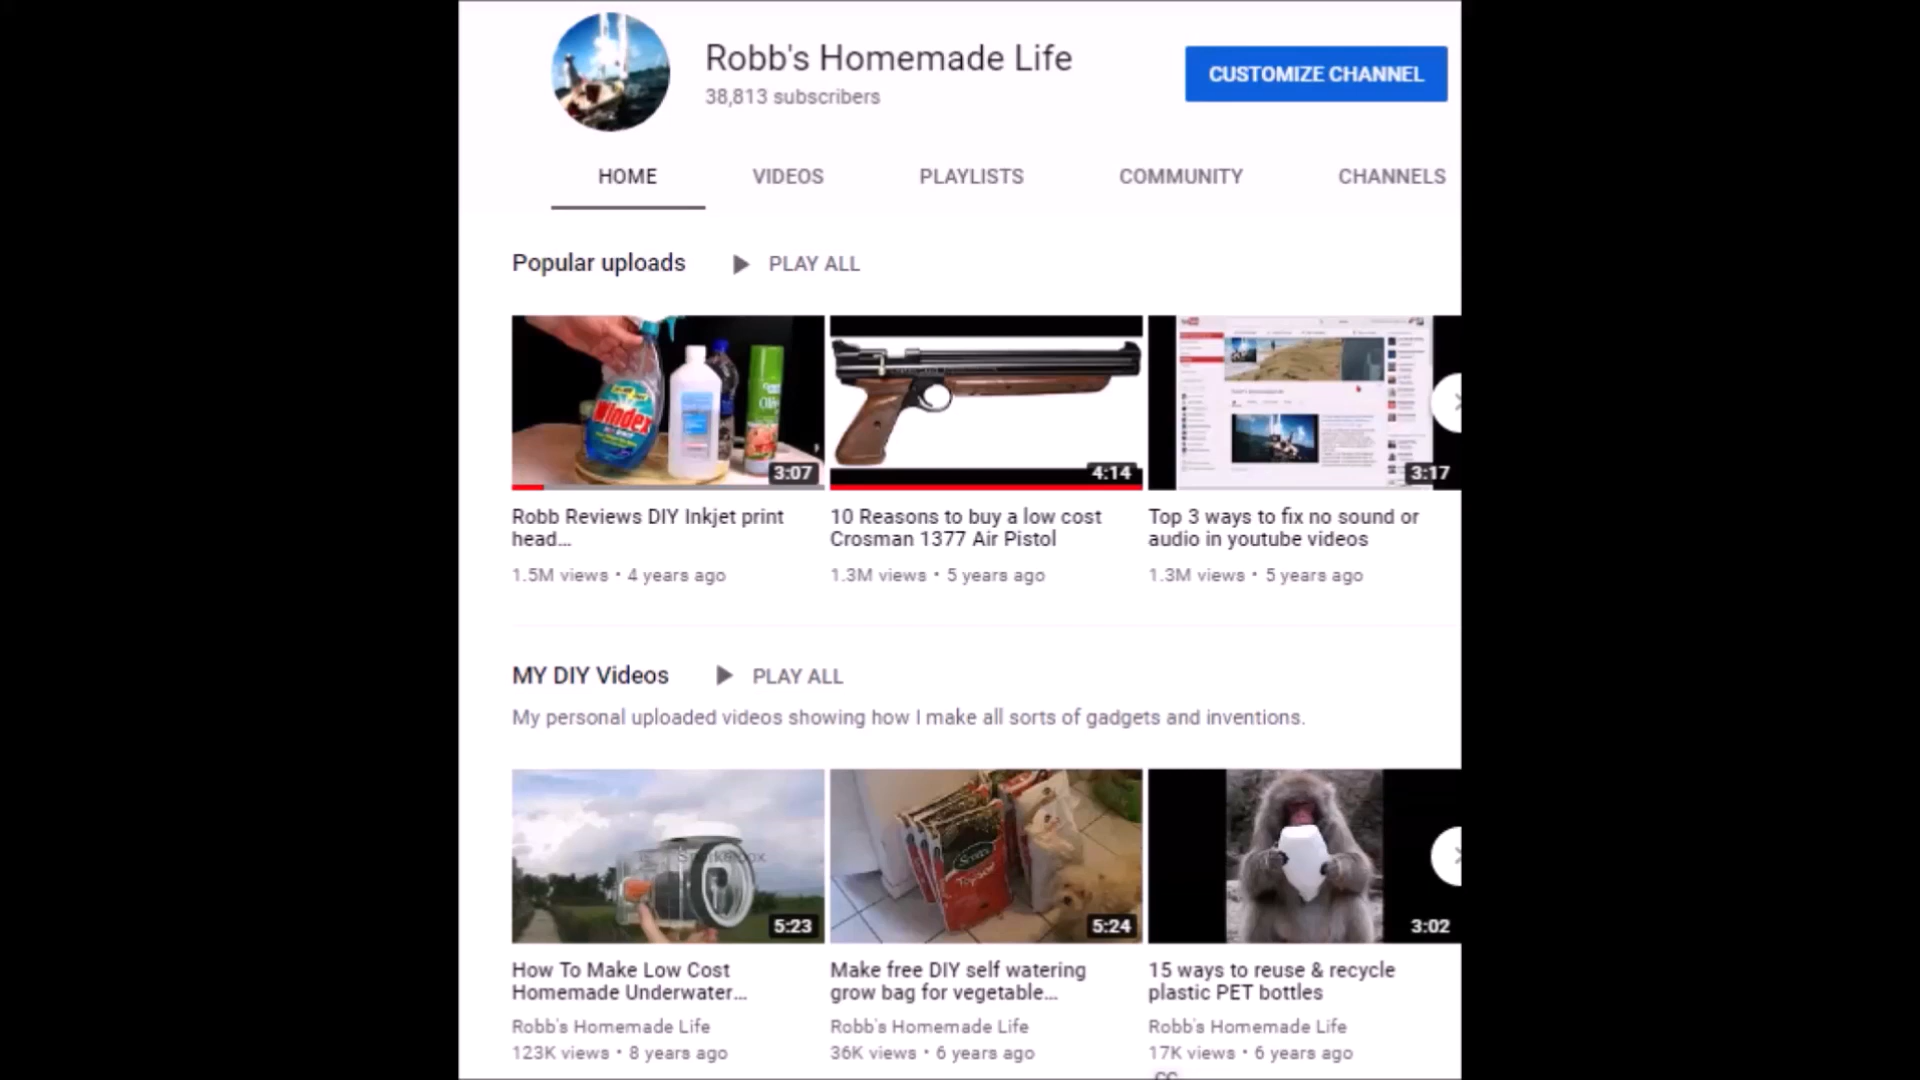 Robb's Homemade Life
38,813 subscribers
CUSTOMIZE CHANNEL
HOME
VIDEOS
PLAYLISTS
COMMUNITY
CHANNELS
Popular uploads
PLAY ALL
Windex
3:07
4:14
3:17
Robb Reviews DIY Inkjet print
head...
1.5M views • 4 years ago
10 Reasons to buy a low cost
Crosman 1377 Air Pistol
1.3M views • 5 years ago
Top 3 ways to fix no sound or
audio in youtube videos
1.3M views • 5 years ago
MY DIY Videos
PLAY ALL
My personal uploaded videos showing how I make all sorts of gadgets and inventions.
5:23
5:24
3:02
How To Make Low Cost
Homemade Underwater...
Robb's Homemade Life
123K views • 8 years ago
Make free DIY self watering
grow bag for vegetable...
Robb's Homemade Life
36K views • 6 years ago
15 ways to reuse & recycle
plastic PET bottles
Robb's Homemade Life
17K views • 6 years ago